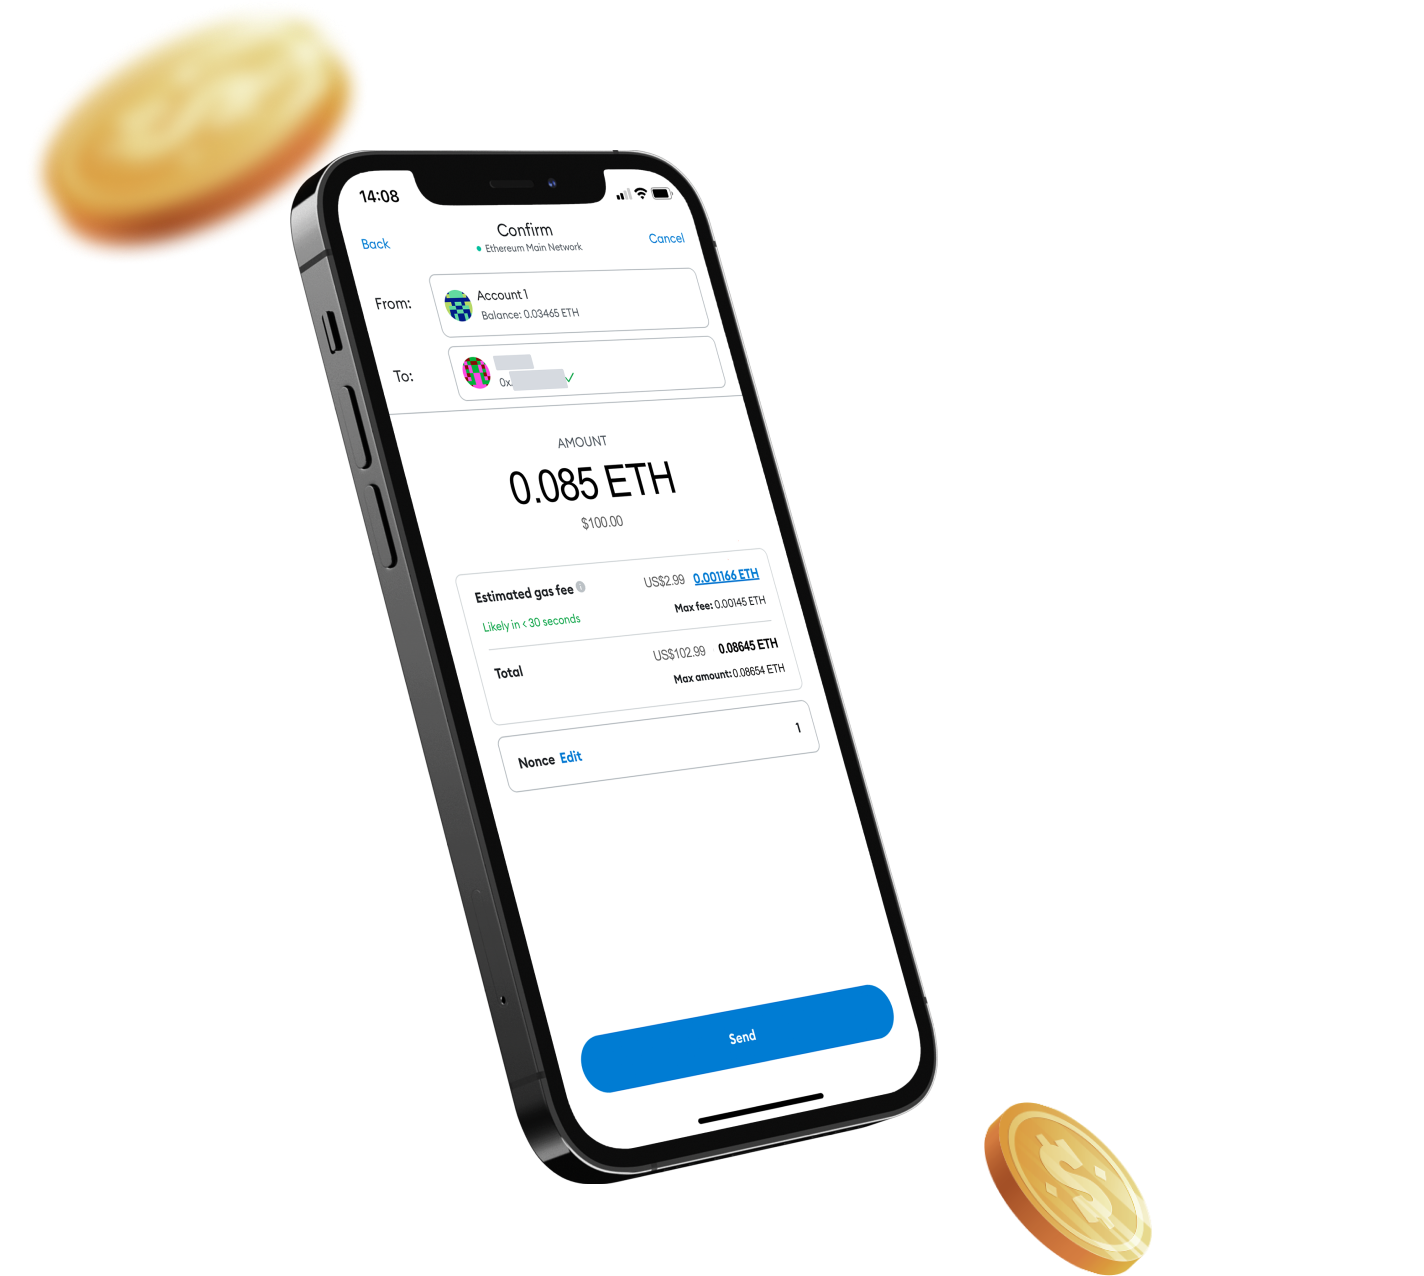 14:08
Back
Confirm
Cancel
Ethereum Main Network
From:
Account 1
Balance: 0.03465 ETH
To:
0x
AMOUNT
0.085 ETH
$100.00
Estimated gas fee
US$2.99 0.001166 ETH
Likely in < 30 seconds
Max fee: 0.00145 ETH
Total
US$102.99 0.08645 ETH
Max amount: 0.08654 ETH
Nonce Edit
1
Send
$